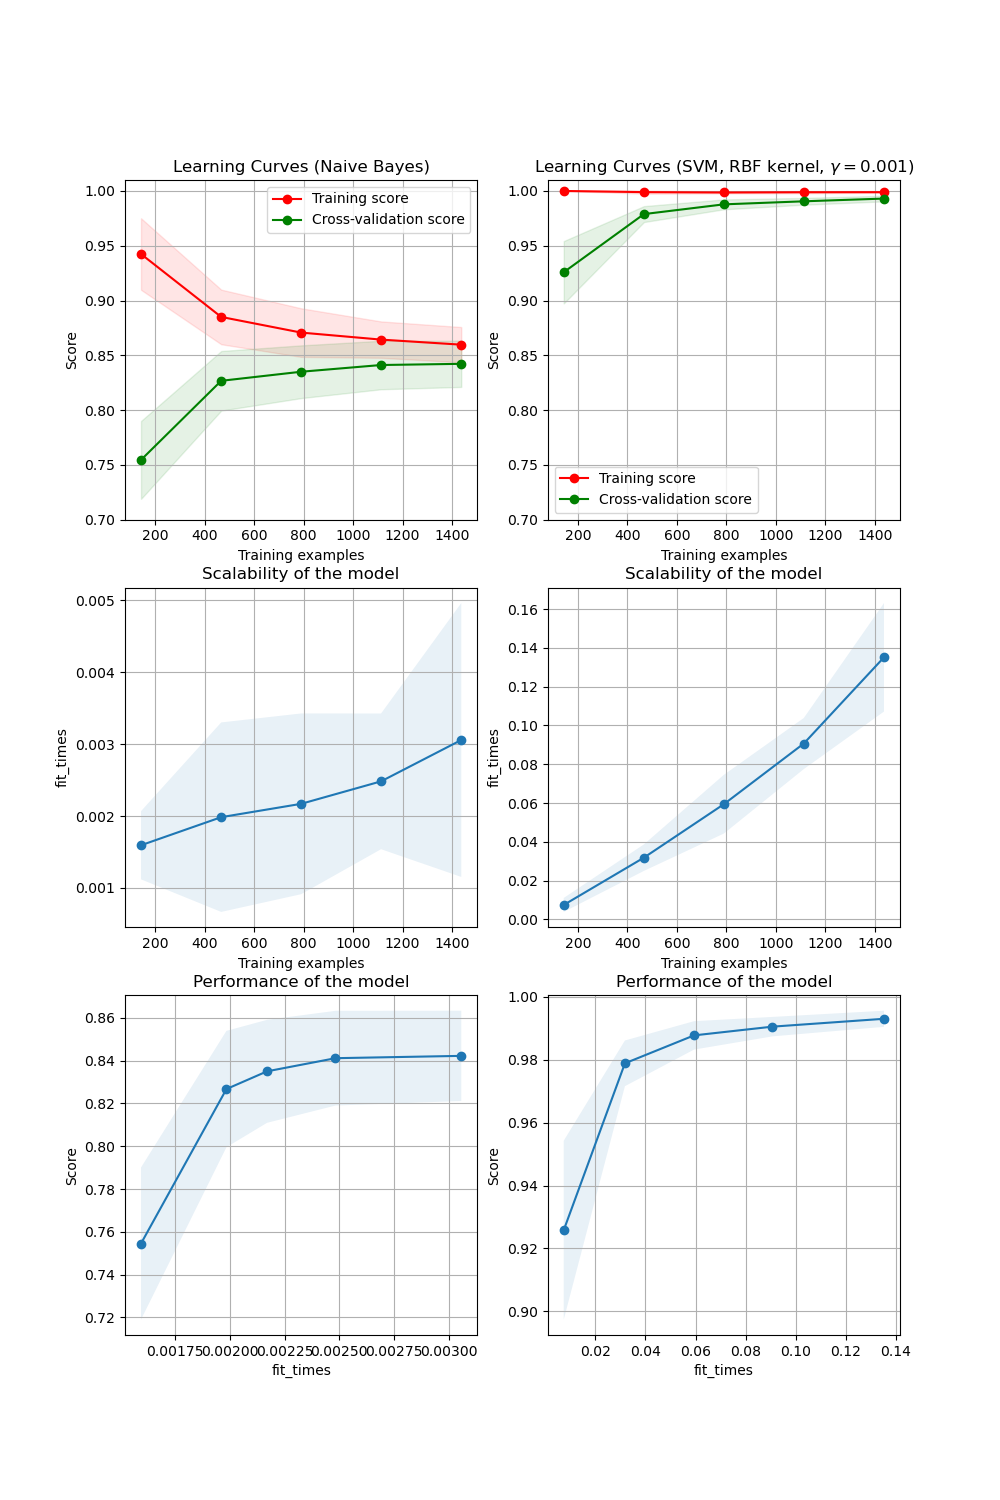 Learning Curves (Naive Bayes)
1.00
0.95
0.90
0.85
0.80
0.75
0.70
Score
Training score
Cross-validation score
200 400 600 800 1000 1200 1400
Training examples
Learning Curves (SVM, RBF kernel, γ = 0.001)
1.00
0.95
0.90
0.85
0.80
0.75
0.70
Score
Training score
Cross-validation score
200 400 600 800 1000 1200 1400
Training examples
Scalability of the model
0.005
0.004
0.003
0.002
0.001
fit_times
200 400 600 800 1000 1200 1400
Training examples
Scalability of the model
0.16
0.14
0.12
0.10
0.08
0.06
0.04
0.02
0.00
fit_times
200 400 600 800 1000 1200 1400
Training examples
Performance of the model
0.86
0.84
0.82
0.80
0.78
0.76
0.74
0.72
Score
0.00175 0.00200 0.00225 0.00250 0.00275 0.00300
fit_times
Performance of the model
1.00
0.98
0.96
0.94
0.92
0.90
Score
0.02 0.04 0.06 0.08 0.10 0.12 0.14
fit_times